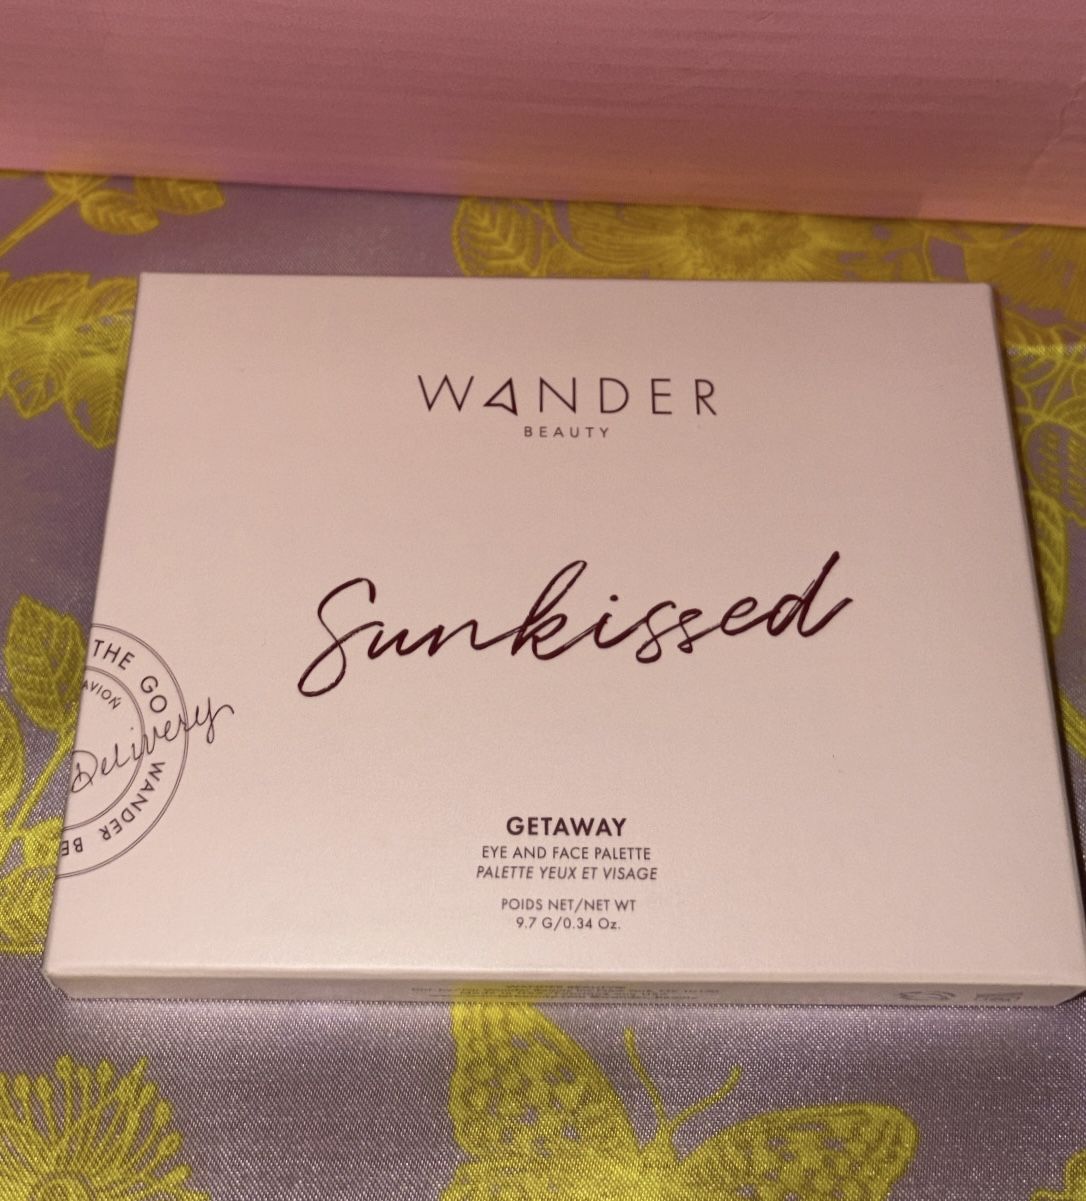 WANDER
BEAUTY
Sunkissed
THE GO
AVION
Delivery
WANDER BE
GETAWAY
EYE AND FACE PALETTE
PALETTE YEUX ET VISAGE
POIDS NET/NET WT
9.7 G/0.34 Oz.